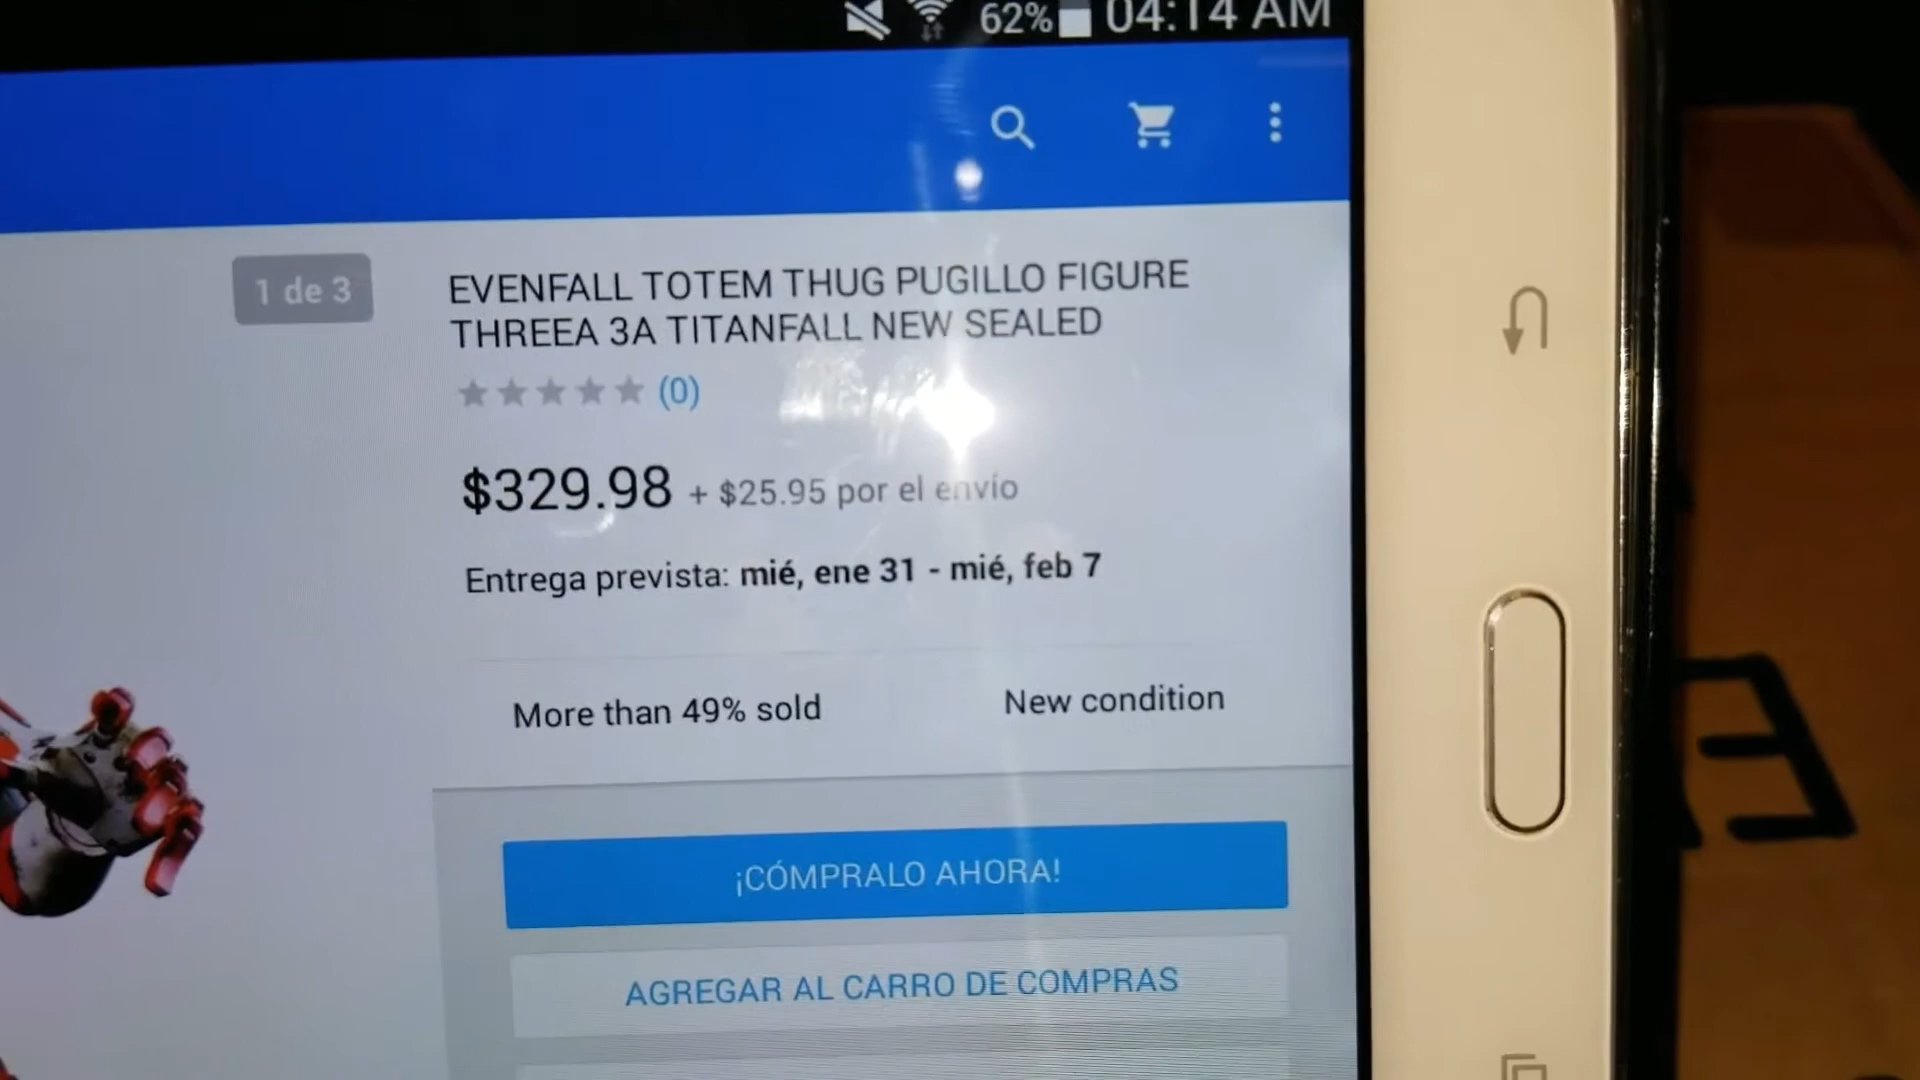 62% 04:14 AM
1 de 3
EVENFALL TOTEM THUG PUGILLO FIGURE
THREEA 3A TITANFALL NEW SEALED
(0)
$329.98 + $25.95 por el envío
Entrega prevista: mié, ene 31 - mié, feb 7
More than 49% sold
New condition
¡CÓMPRALO AHORA!
AGREGAR AL CARRO DE COMPRAS